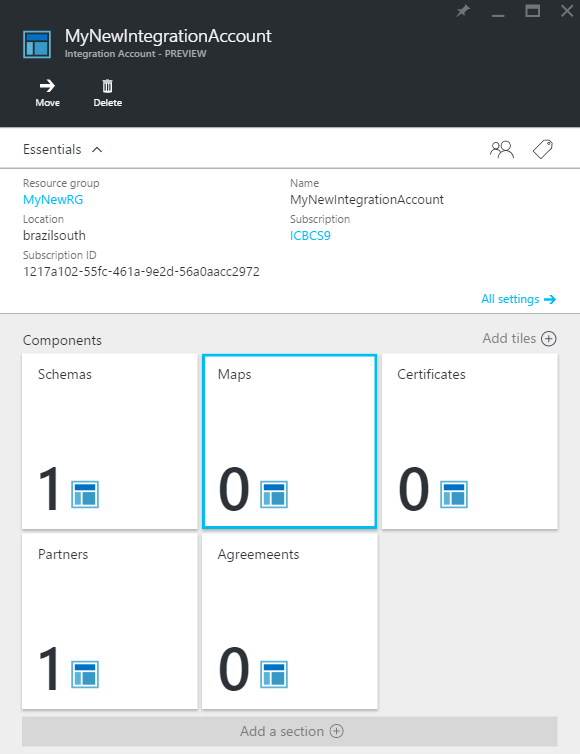 MyNewIntegrationAccount
Integration Account - PREVIEW
Move
Delete
Essentials
Resource group
Name
MyNewRG
MyNewIntegrationAccount
Location
Subscription
brazilsouth
ICBCS9
Subscription ID
1217a102-55fc-461a-9e2d-56a0aacc2972
All settings
Components
Add tiles
Schemas
Maps
Certificates
1
0
0
Partners
Agreemeents
1
0
Add a section